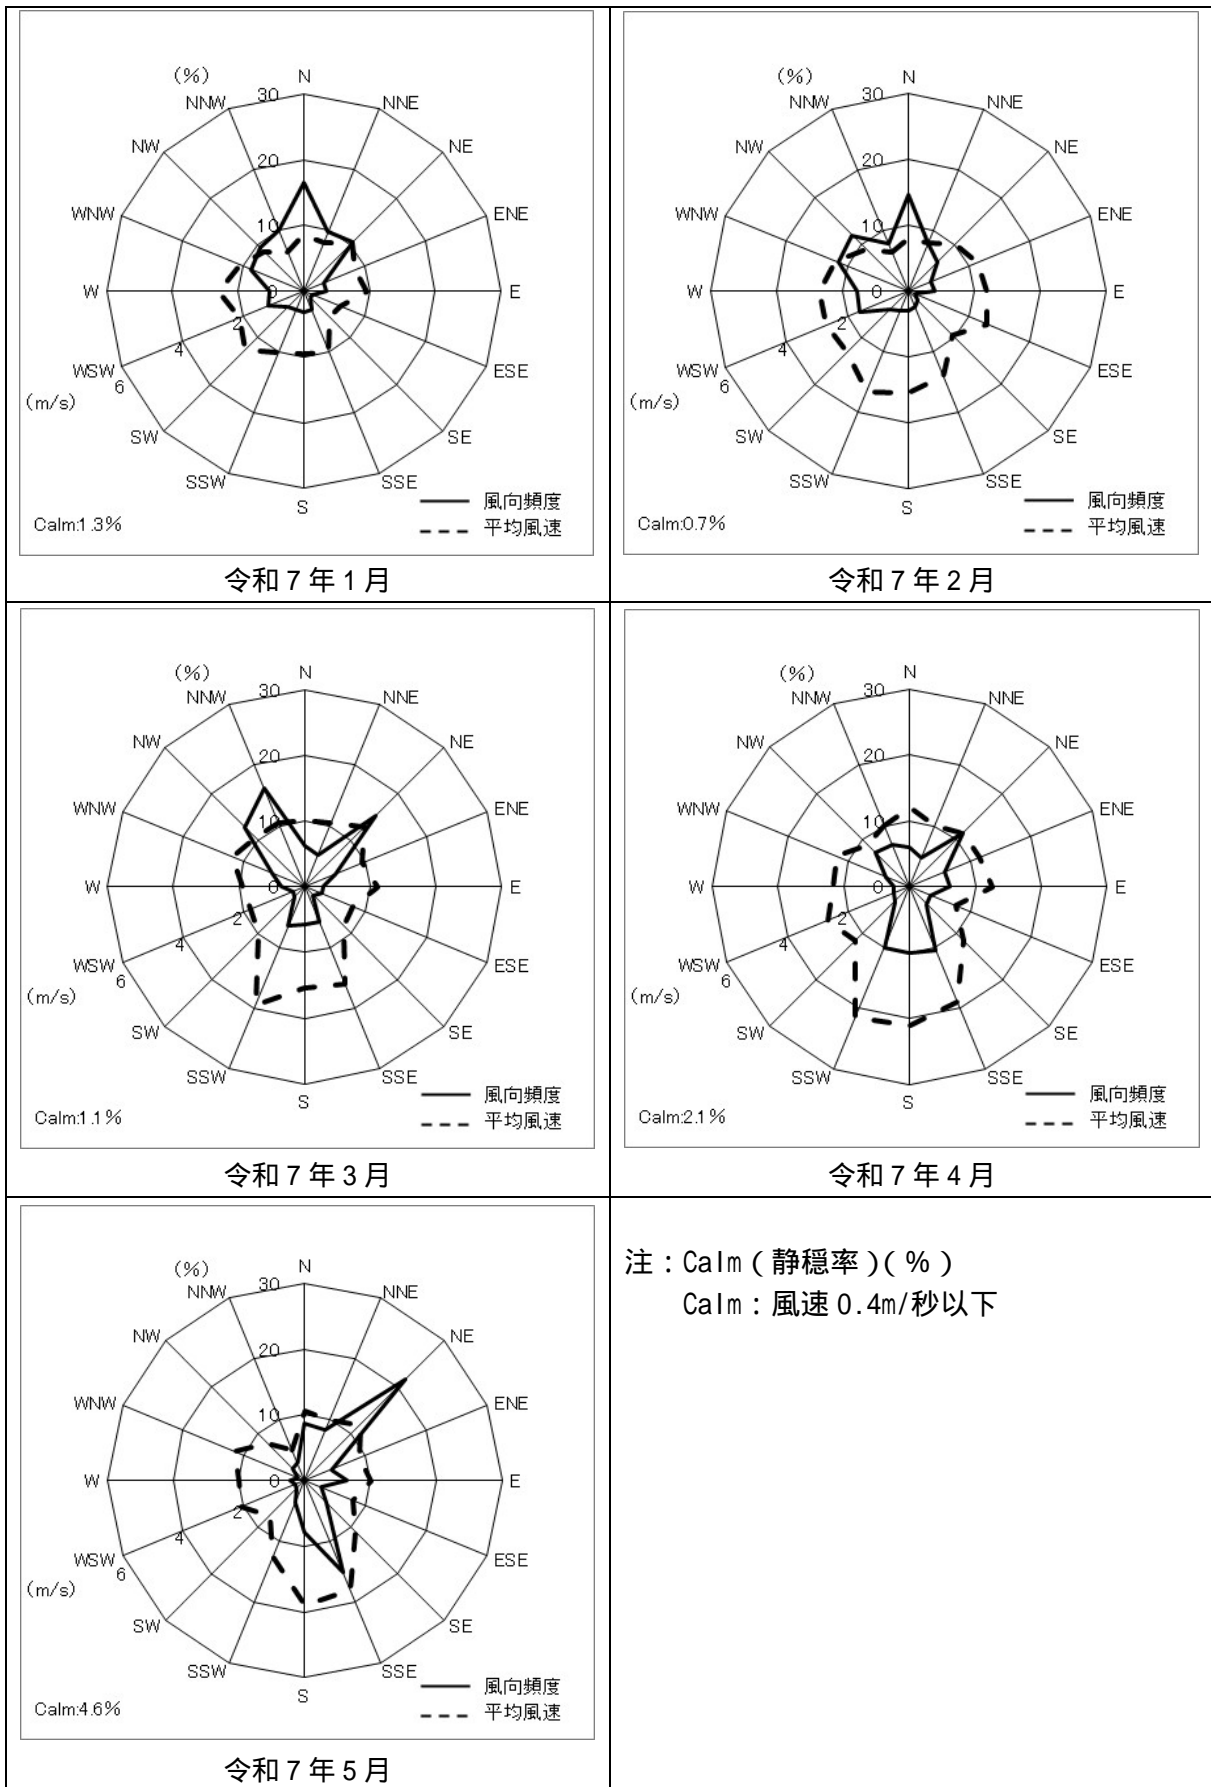 (%)
N
NNE
NE
ENE
E
ESE
SE
SSE
S
SSW
SW
WSW
W
WNW
NW
NNW
30
20
10
0
2
4
6
(m/s)
風向頻度
平均風速
Calm:1.3%
令和7年1月
(%)
N
NNE
NE
ENE
E
ESE
SE
SSE
S
SSW
SW
WSW
W
WNW
NW
NNW
30
20
10
0
2
4
6
(m/s)
風向頻度
平均風速
Calm:0.7%
令和7年2月
(%)
N
NNE
NE
ENE
E
ESE
SE
SSE
S
SSW
SW
WSW
W
WNW
NW
NNW
30
20
10
0
2
4
6
(m/s)
風向頻度
平均風速
Calm:1.1%
令和7年3月
(%)
N
NNE
NE
ENE
E
ESE
SE
SSE
S
SSW
SW
WSW
W
WNW
NW
NNW
30
20
10
0
2
4
6
(m/s)
風向頻度
平均風速
Calm:2.1%
令和7年4月
(%)
N
NNE
NE
ENE
E
ESE
SE
SSE
S
SSW
SW
WSW
W
WNW
NW
NNW
30
20
10
0
2
4
6
(m/s)
風向頻度
平均風速
Calm:4.6%
令和7年5月
注：Calm（静穏率）(%)
Calm：風速0.4m/秒以下